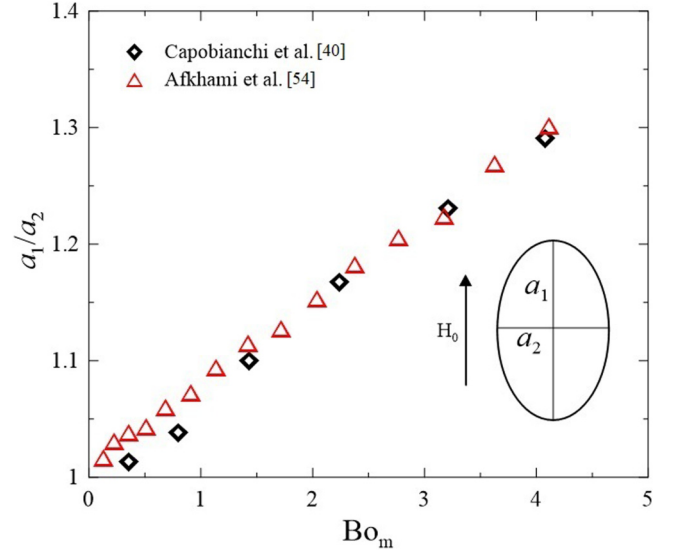 1.4
Capobianchi et al. [40]
Afkhami et al. [54]
1.3
a₁/a₂
1.2
a₁
H₀
a₂
1.1
1
0 1 2 3 4 5
Boₘ